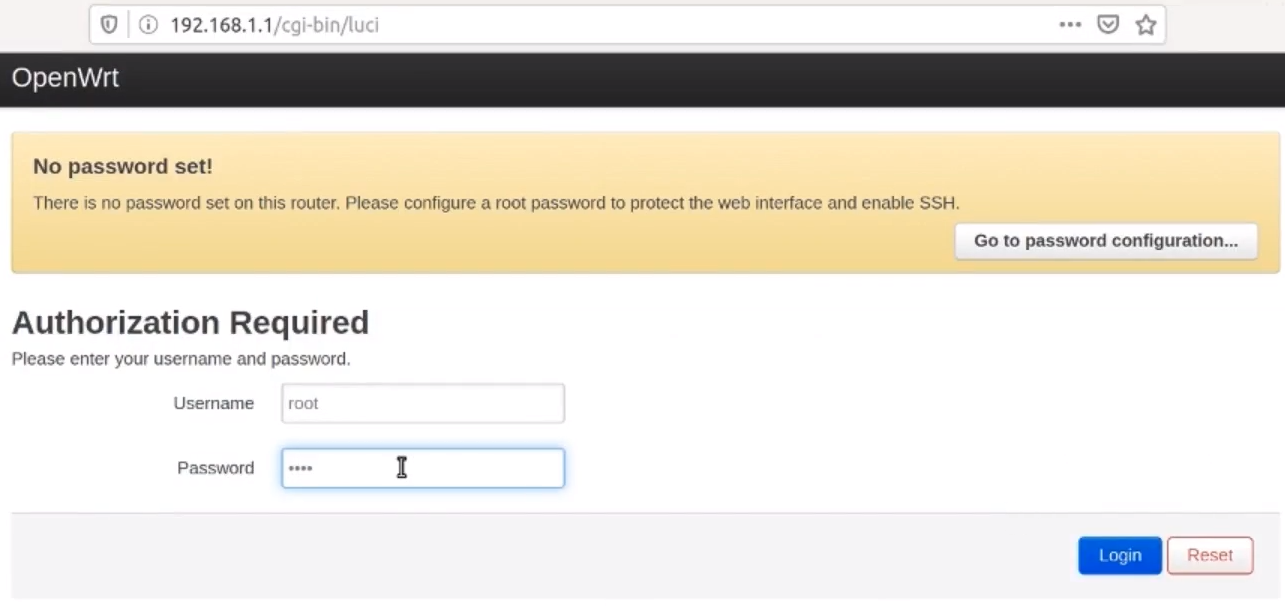 192.168.1.1/cgi-bin/luci
OpenWrt
No password set!
There is no password set on this router. Please configure a root password to protect the web interface and enable SSH.
Go to password configuration...
Authorization Required
Please enter your username and password.
Username root
Password ••••
Login Reset